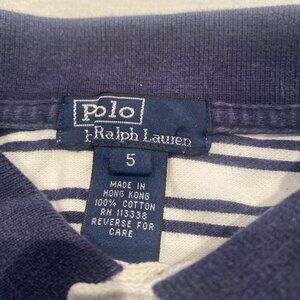 Polo
Ralph Lauren
5
MADE IN
HONG KONG
100% COTTON
RN 113338
REVERSE FOR
CARE